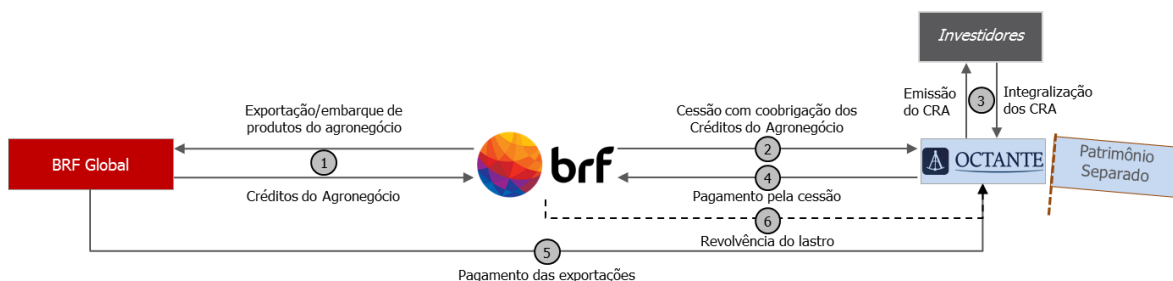 Investidores
Emissão
do CRA
3
Integralização
dos CRA
Exportação/embarque de
produtos do agronegócio
Cessão com coobrigação dos
Créditos do Agronegócio
BRF Global
1
brf
2
OCTANTE
Patrimônio
Separado
4
Créditos do Agronegócio
Pagamento pela cessão
6
Revolvência do lastro
5
Pagamento das exportações